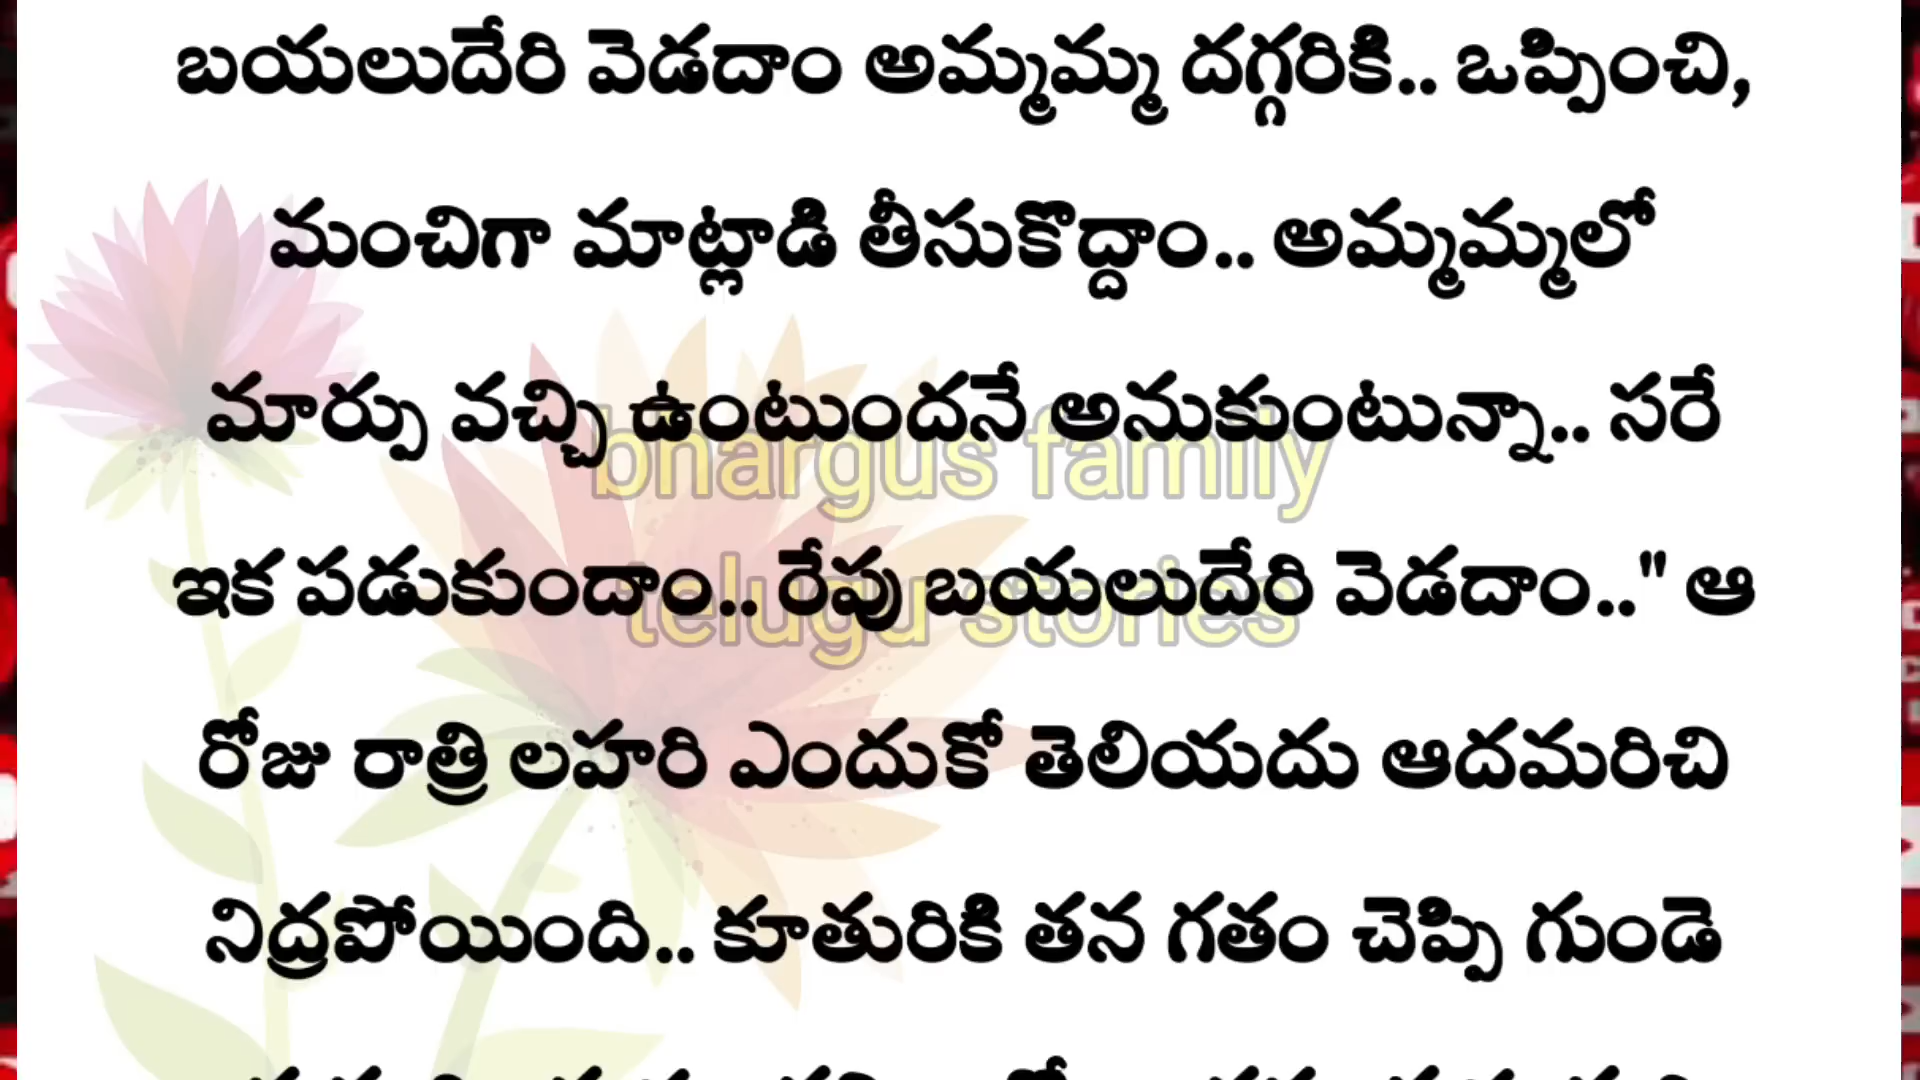 బయలుదేరి వెడదాం అమ్మమ్మ దగ్గరికి.. ఒప్పించి,
మంచిగా మాట్లాడి తీసుకొద్దాం.. అమ్మమ్మలో
మార్పు వచ్చి ఉంటుందనే అనుకుంటున్నా.. సరే
bhargus family
ఇక పడుకుందాం.. రేపు బయలుదేరి వెడదాం.." ఆ
telugu stories
రోజు రాత్రి లహరి ఎందుకో తెలియదు ఆదమరిచి
నిద్రపోయింది.. కూతురికి తన గతం చెప్పి గుండె